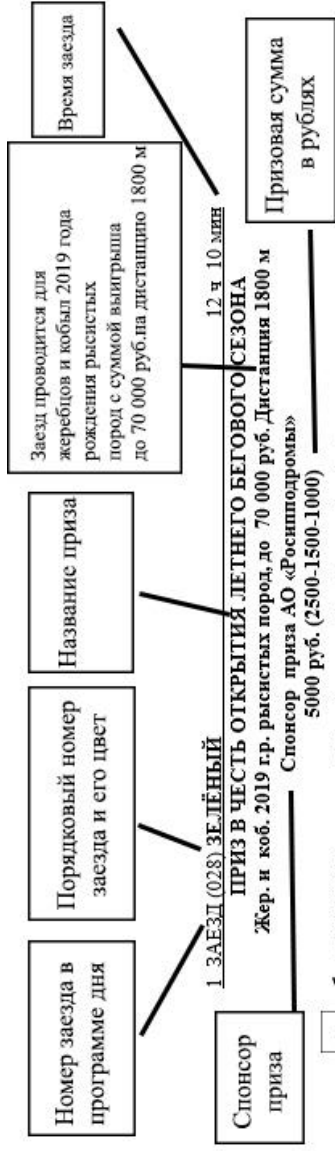 Номер заезда в
программе дня
Порядковый номер
заезда и его цвет
Название приза
Заезд проводится для
жеребцов и кобыл 2019 года
рождения рысистых
пород с суммой выигрыша
до 70 000 руб.на дистанцию 1800 м
Время заезда
1 ЗАЕЗД (028) ЗЕЛЁНЫЙ 12 ч 10 мин
ПРИЗ В ЧЕСТЬ ОТКРЫТИЯ ЛЕТНЕГО БЕГОВОГО СЕЗОНА
Жер. и коб. 2019 г.р. рысистых пород, до 70 000 руб. Дистанция 1800 м
Спонсор приза АО «Росипподромы»
5000 руб. (2500-1500-1000)
Спонсор
приза
Призовая сумма
в рублях